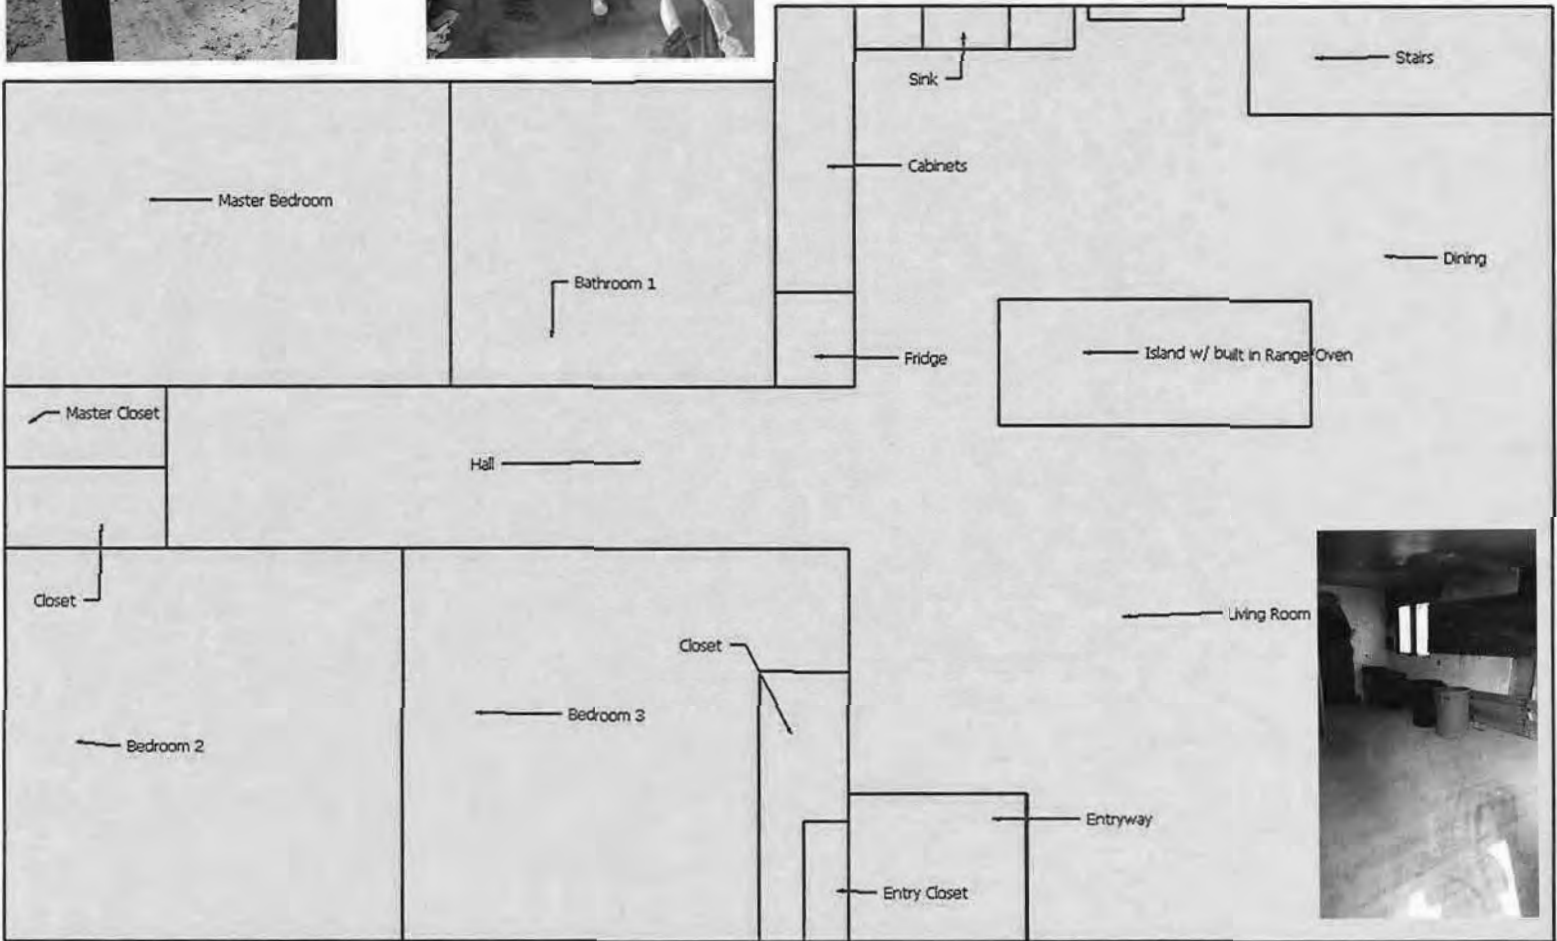 Stairs
Sink
Cabinets
Master Bedroom
Dining
Bathroom 1
Island w/ built in Range/Oven
Fridge
Master Closet
Hall
Closet
Living Room
Closet
Bedroom 3
Bedroom 2
Entryway
Entry Closet